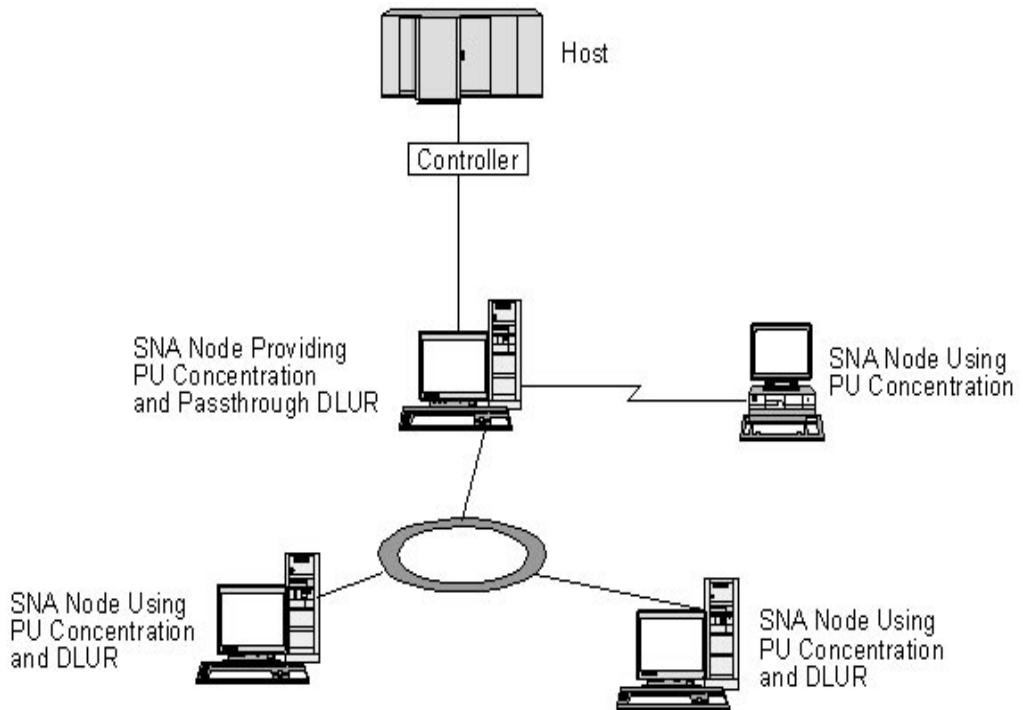 Host
Controller
SNA Node Providing
PU Concentration
and Passthrough DLUR
SNA Node Using
PU Concentration
SNA Node Using
PU Concentration
and DLUR
SNA Node Using
PU Concentration
and DLUR